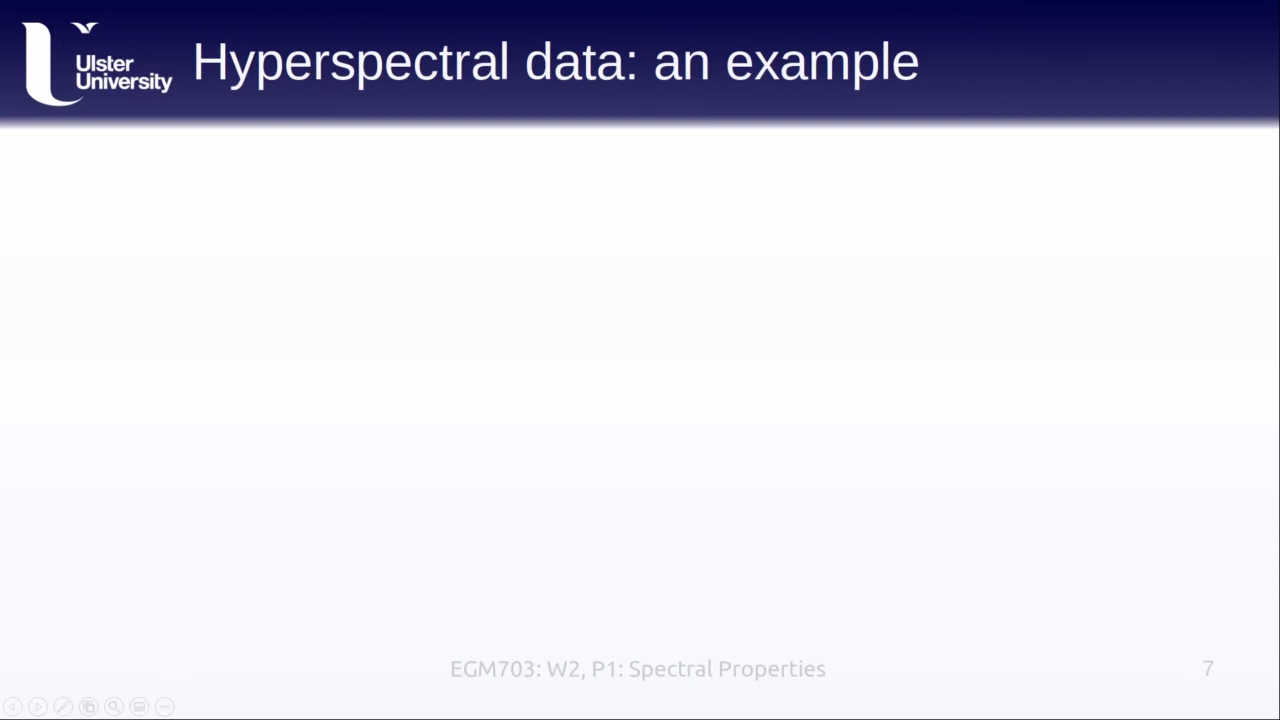 Ulster
University
Hyperspectral data: an example
EGM703: W2, P1: Spectral Properties
7